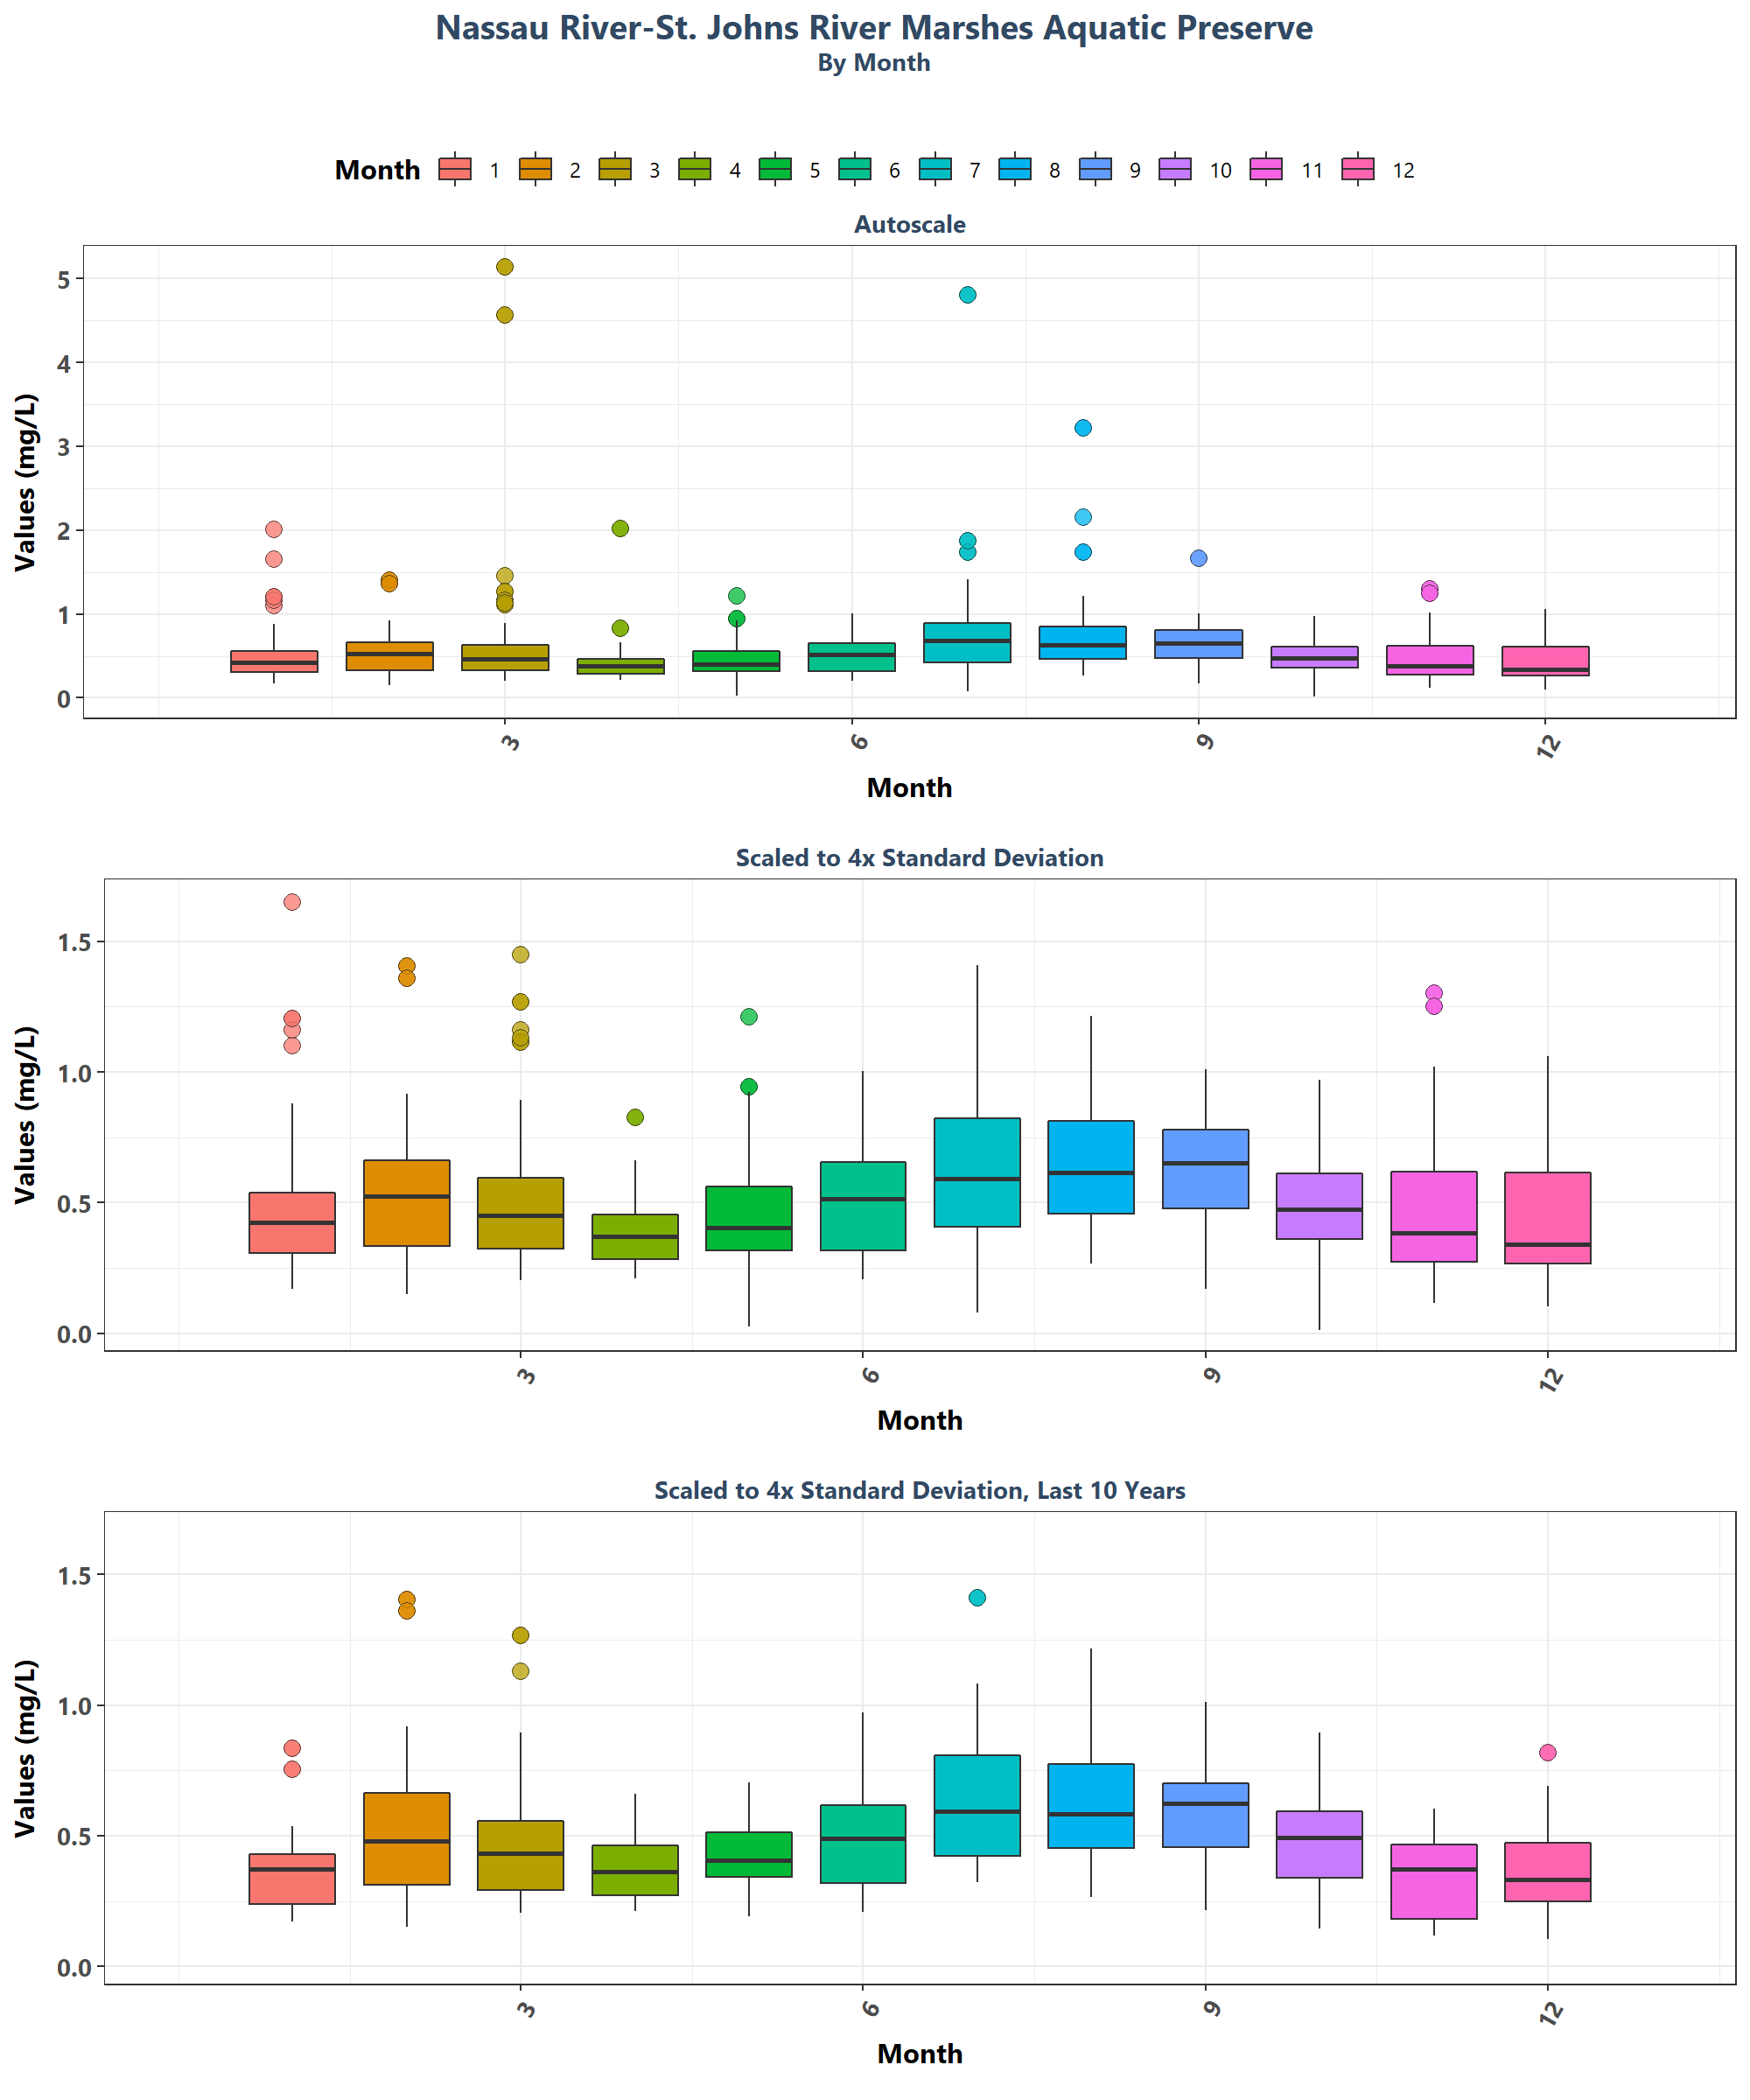 Nassau River-St. Johns River Marshes Aquatic Preserve
By Month
Month 1 2 3 4 5 6 7 8 9 10 11 12
Autoscale
Values (mg/L)
5
4
3
2
1
0
3 6 9 12
Month
Scaled to 4x Standard Deviation
Values (mg/L)
1.5
1.0
0.5
0.0
3 6 9 12
Month
Scaled to 4x Standard Deviation, Last 10 Years
Values (mg/L)
1.5
1.0
0.5
0.0
3 6 9 12
Month